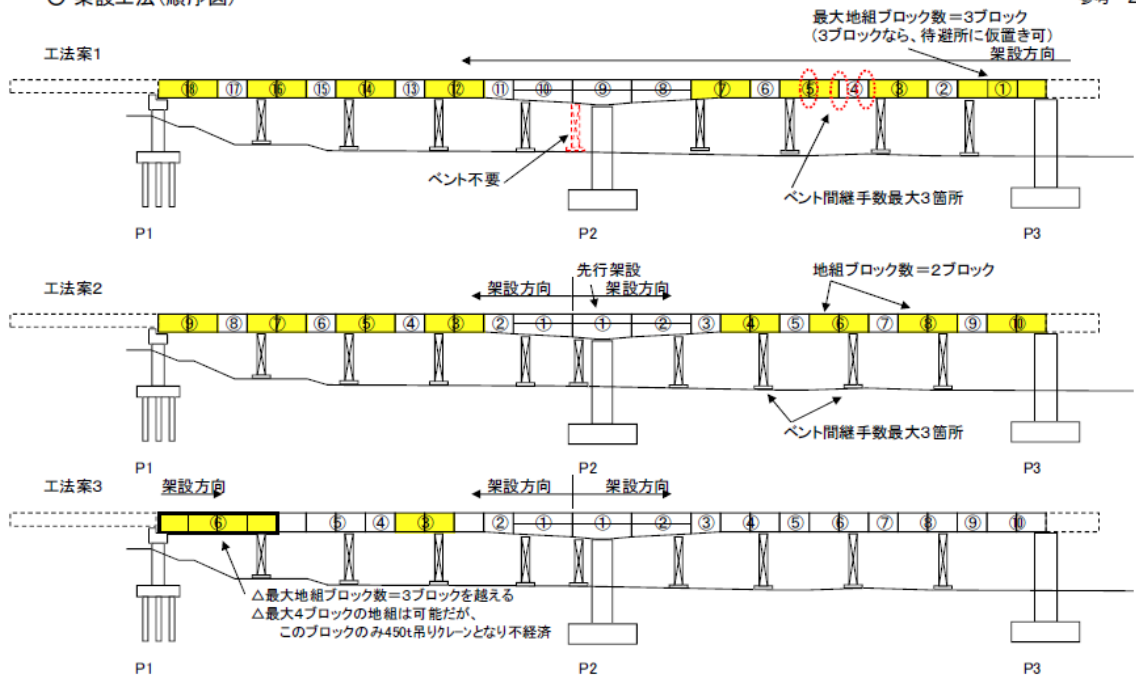 ○ 架設工法(順序図)
参考 2
最大地組ブロック数＝3ブロック
(3ブロックなら、待避所に仮置き可)
工法案1
架設方向
⑱ ⑰ ⑯ ⑮ ⑭ ⑬ ⑫ ⑪ ⑩ ⑨ ⑧ ⑦ ⑥ ⑤ ④ ③ ② ①
ベント不要
ベント間継手数最大3箇所
P1 P2 P3
工法案2
先行架設
地組ブロック数＝2ブロック
架設方向 架設方向
⑨ ⑧ ⑦ ⑥ ⑤ ④ ③ ② ① ① ② ③ ④ ⑤ ⑥ ⑦ ⑧ ⑨ ⑩
ベント間継手数最大3箇所
P1 P2 P3
工法案3
架設方向 架設方向 架設方向
⑥ ⑤ ④ ③ ② ① ① ② ③ ④ ⑤ ⑥ ⑦ ⑧ ⑨ ⑩
△最大地組ブロック数＝3ブロックを越える
△最大4ブロックの地組は可能だが、
このブロックのみ450t吊りクレーンとなり不経済
P1 P2 P3